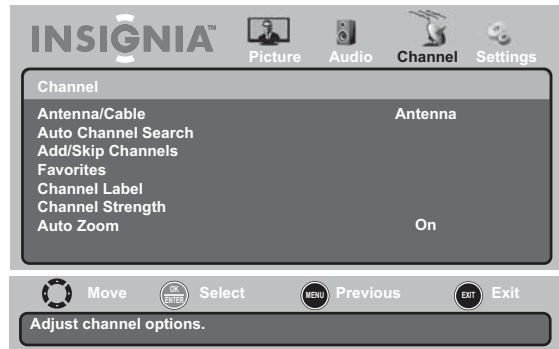 INSIGNIA™
Picture Audio Channel Settings
Channel
Antenna/Cable Antenna
Auto Channel Search
Add/Skip Channels
Favorites
Channel Label
Channel Strength
Auto Zoom On
Move OK ENTER Select MENU Previous EXIT Exit
Adjust channel options.